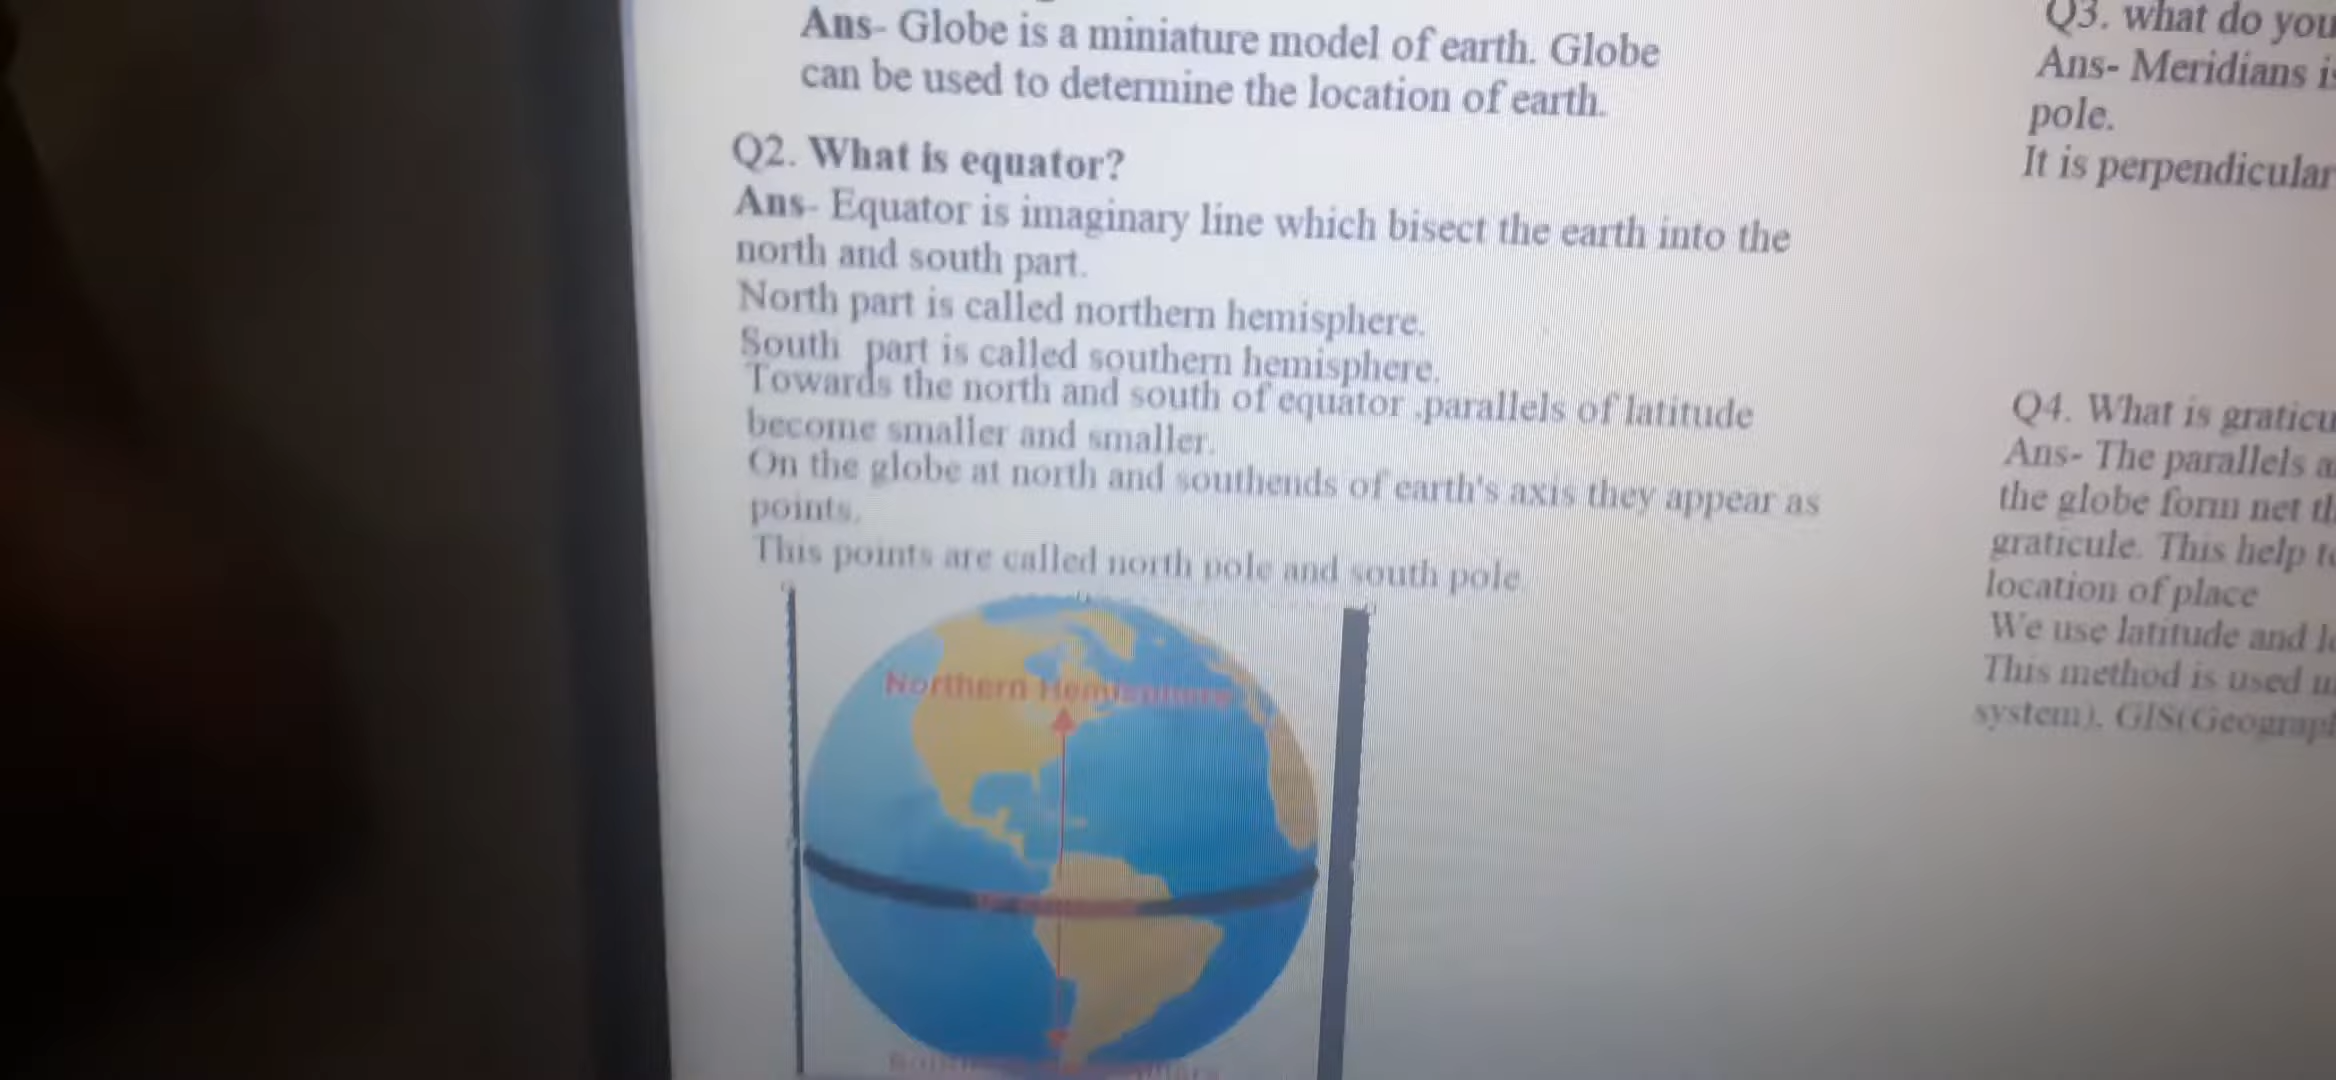 Ans- Globe is a miniature model of earth. Globe
can be used to determine the location of earth.
Q2. What is equator?
Ans- Equator is imaginary line which bisect the earth into the
north and south part.
North part is called northern hemisphere.
South part is called southern hemisphere.
Towards the north and south of equator ,parallels of latitude
become smaller and smaller.
On the globe at north and southends of earth's axis they appear as
points.
This points are called north pole and south pole
Northern
Q3. what do you
Ans- Meridians
pole.
It is perpendicular
Q4. What is
Ans- The parallels
the globe form net
graticule. This help
location of place
We use latitude and
This method is used
system). GIS(